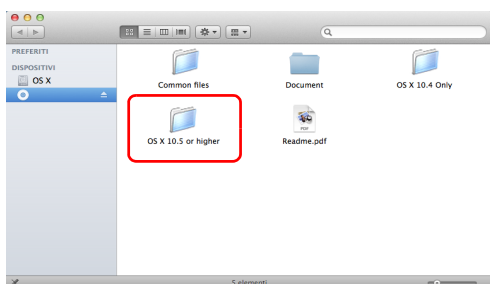 PREFERITI
DISPOSITIVI
OS X
Common files
Document
OS X 10.4 Only
OS X 10.5 or higher
PDF
Readme.pdf
5 elementi